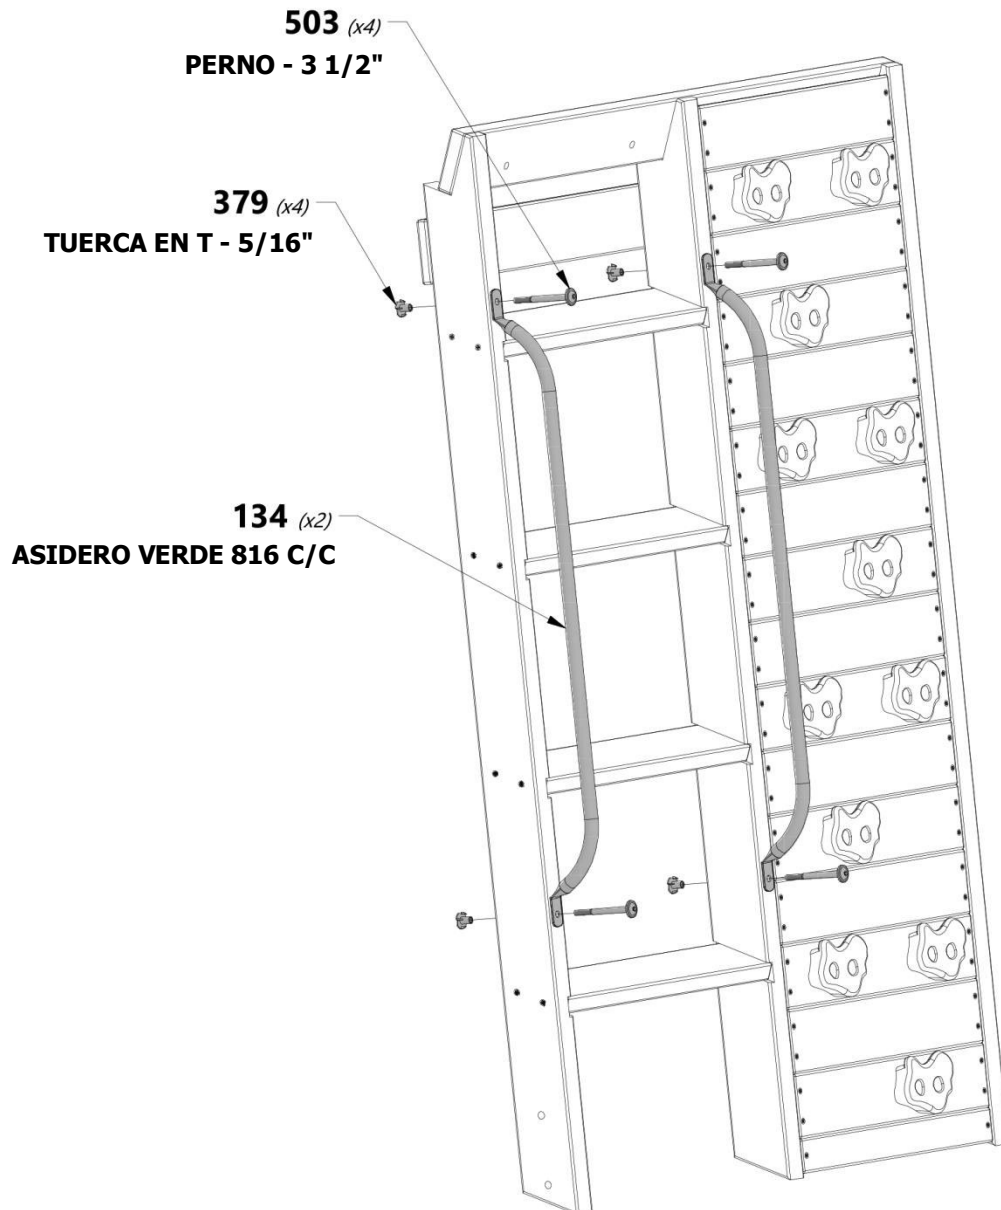 503 (x4)
PERNO - 3 1/2"
379 (x4)
TUERCA EN T - 5/16"
134 (x2)
ASIDERO VERDE 816 C/C